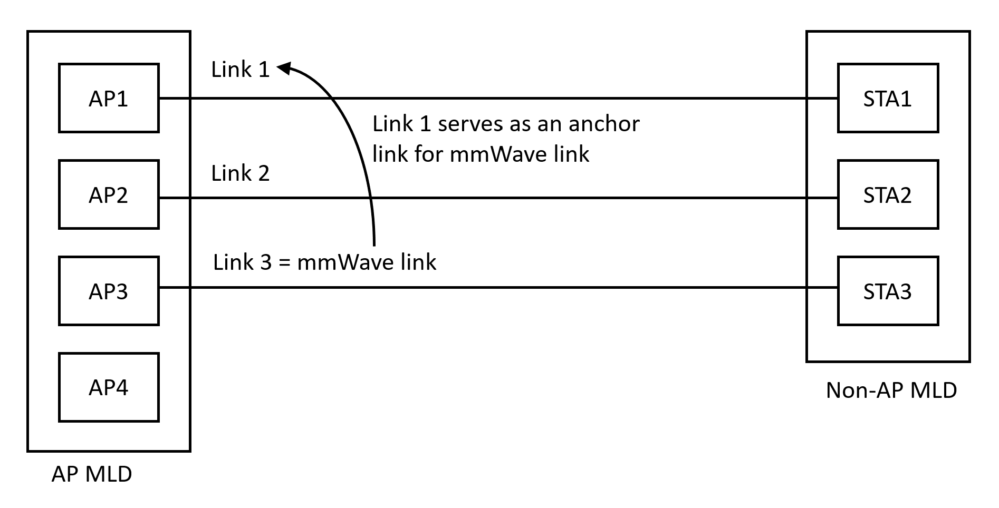 Link 1
AP1
STA1
Link 1 serves as an anchor
link for mmWave link
Link 2
AP2
STA2
Link 3 = mmWave link
AP3
STA3
AP4
Non-AP MLD
AP MLD